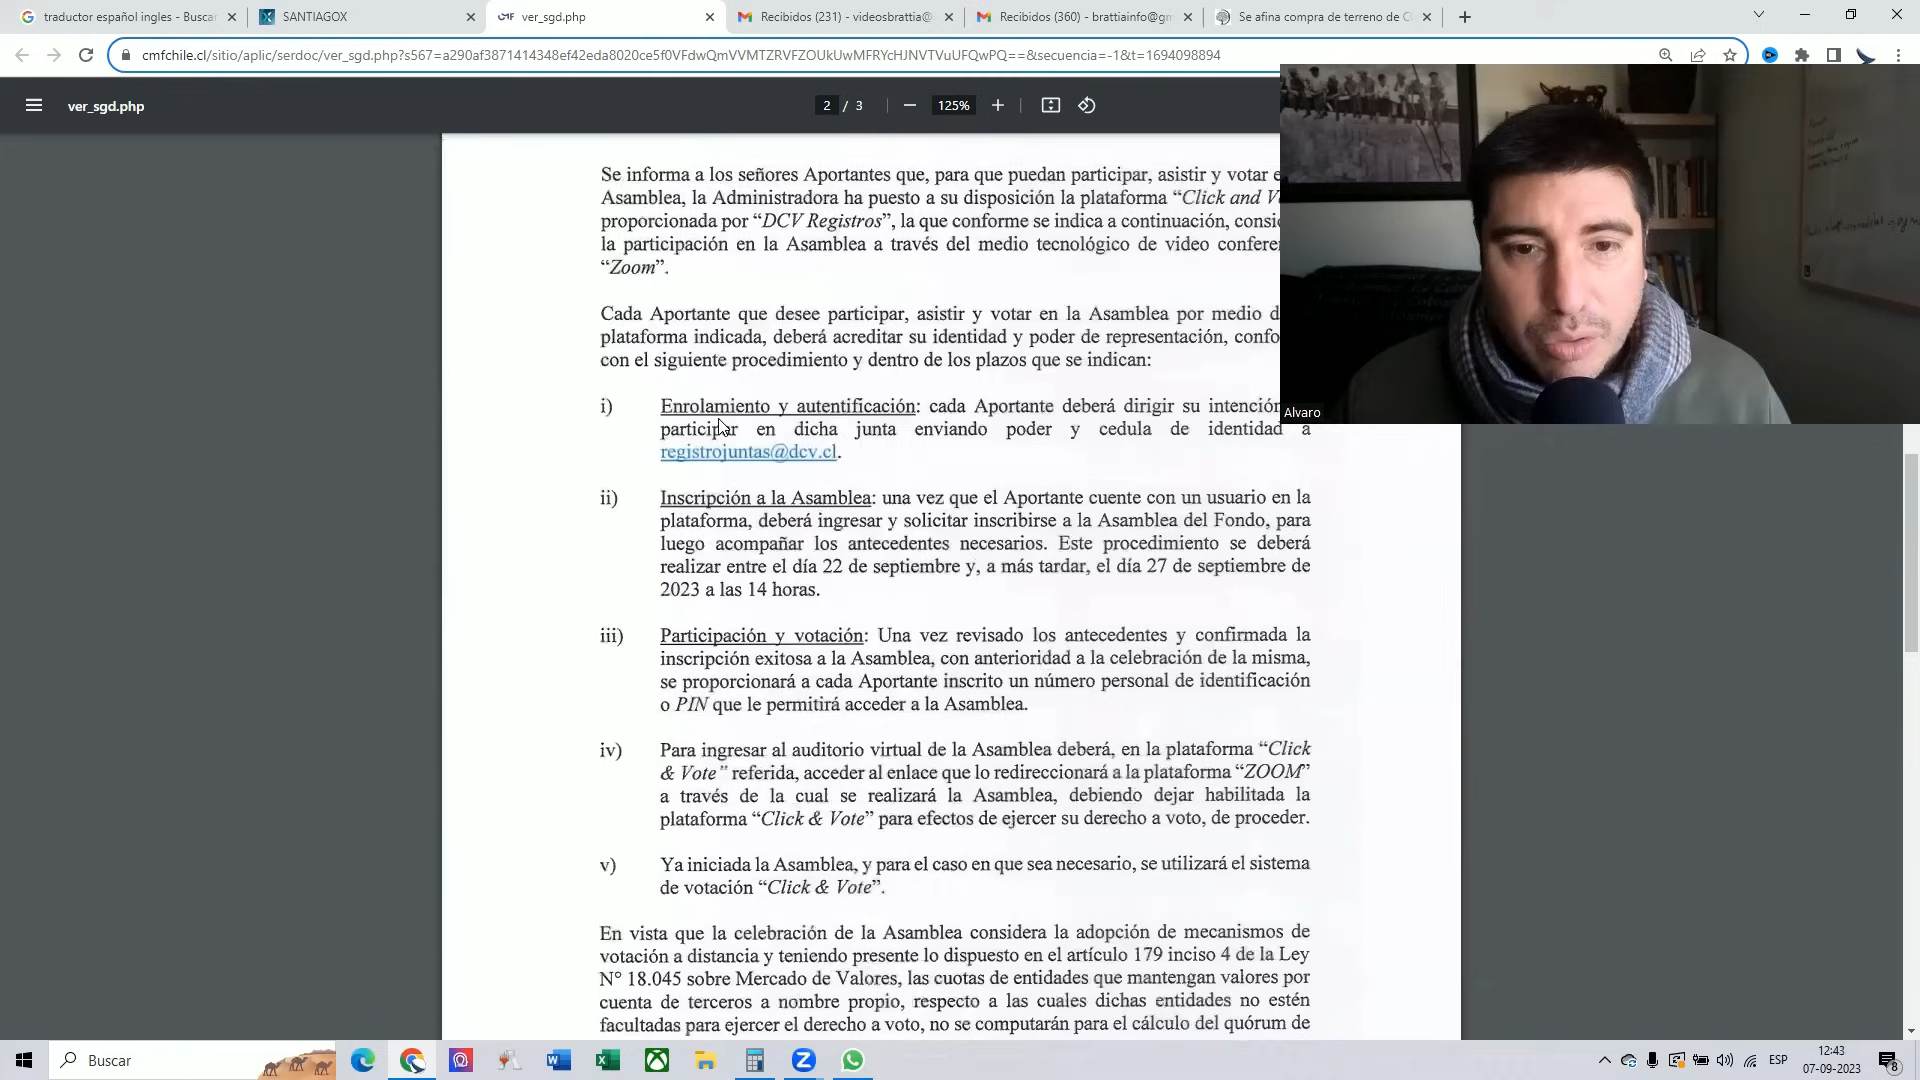 traductor español ingles - Buscar
SANTIAGOX
ver_sgd.php
Recibidos (231) - videosbrattia@
Recibidos (360) - brattiainfo@gm
Se afina compra de terreno de C
cmfchile.cl/sitio/aplic/serdoc/ver_sgd.php?s567=a290af3871414348ef42eda8020ce5f0VFdwQmVVMTZRVFZOUkUwMFRYcHJNVTVuUFQwPQ==&secuencia=-1&t=1694098894
ver_sgd.php
2 / 3
125%
Se informa a los señores Aportantes que, para que puedan participar, asistir y votar e
Asamblea, la Administradora ha puesto a su disposición la plataforma “Click and V
proporcionada por “DCV Registros”, la que conforme se indica a continuación, consi
la participación en la Asamblea a través del medio tecnológico de video confere
“Zoom”.
Cada Aportante que desee participar, asistir y votar en la Asamblea por medio d
plataforma indicada, deberá acreditar su identidad y poder de representación, confo
con el siguiente procedimiento y dentro de los plazos que se indican:
i) Enrolamiento y autentificación: cada Aportante deberá dirigir su intención
participar en dicha junta enviando poder y cedula de identidad a
registrojuntas@dcv.cl.
ii) Inscripción a la Asamblea: una vez que el Aportante cuente con un usuario en la
plataforma, deberá ingresar y solicitar inscribirse a la Asamblea del Fondo, para
luego acompañar los antecedentes necesarios. Este procedimiento se deberá
realizar entre el día 22 de septiembre y, a más tardar, el día 27 de septiembre de
2023 a las 14 horas.
iii) Participación y votación: Una vez revisado los antecedentes y confirmada la
inscripción exitosa a la Asamblea, con anterioridad a la celebración de la misma,
se proporcionará a cada Aportante inscrito un número personal de identificación
o PIN que le permitirá acceder a la Asamblea.
iv) Para ingresar al auditorio virtual de la Asamblea deberá, en la plataforma “Click
& Vote” referida, acceder al enlace que lo redireccionará a la plataforma “ZOOM”
a través de la cual se realizará la Asamblea, debiendo dejar habilitada la
plataforma “Click & Vote” para efectos de ejercer su derecho a voto, de proceder.
v) Ya iniciada la Asamblea, y para el caso en que sea necesario, se utilizará el sistema
de votación “Click & Vote”.
En vista que la celebración de la Asamblea considera la adopción de mecanismos de
votación a distancia y teniendo presente lo dispuesto en el artículo 179 inciso 4 de la Ley
N° 18.045 sobre Mercado de Valores, las cuotas de entidades que mantengan valores por
cuenta de terceros a nombre propio, respecto a las cuales dichas entidades no estén
facultadas para ejercer el derecho a voto, no se computarán para el cálculo del quórum de
Alvaro
Buscar
ESP
12:43
07-09-2023
8